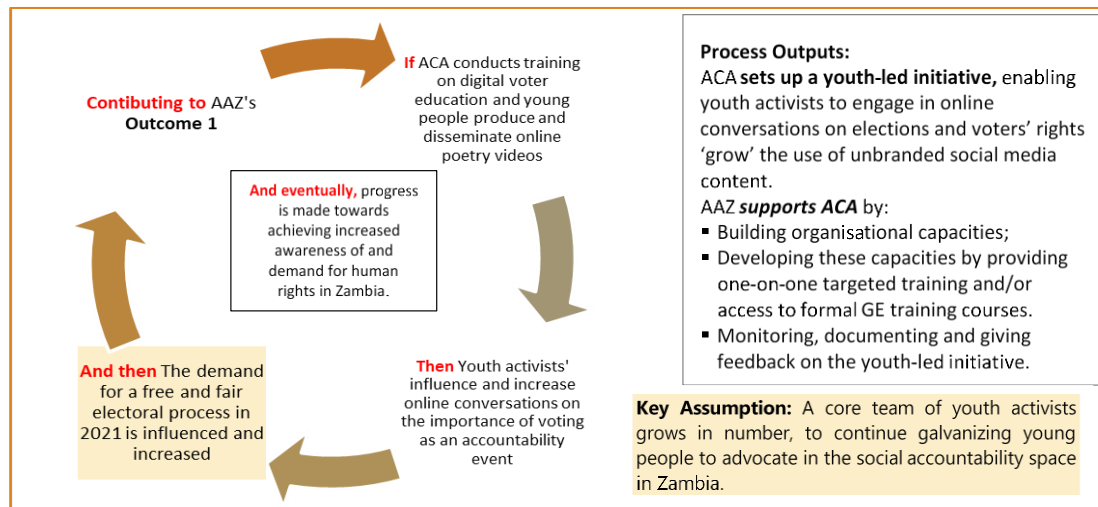 If ACA conducts training
on digital voter
education and young
people produce and
disseminate online
poetry videos
Then Youth activists'
influence and increase
online conversations on
the importance of voting
as an accountability
event
And then The demand
for a free and fair
electoral process in
2021 is influenced and
increased
Contibuting to AAZ's
Outcome 1
And eventually, progress
is made towards
achieving increased
awareness of and
demand for human
rights in Zambia.
Process Outputs:
ACA sets up a youth-led initiative, enabling
youth activists to engage in online
conversations on elections and voters' rights
‘grow’ the use of unbranded social media
content.
AAZ supports ACA by:
▪ Building organisational capacities;
▪ Developing these capacities by providing
one-on-one targeted training and/or
access to formal GE training courses.
▪ Monitoring, documenting and giving
feedback on the youth-led initiative.
Key Assumption: A core team of youth activists
grows in number, to continue galvanizing young
people to advocate in the social accountability space
in Zambia.